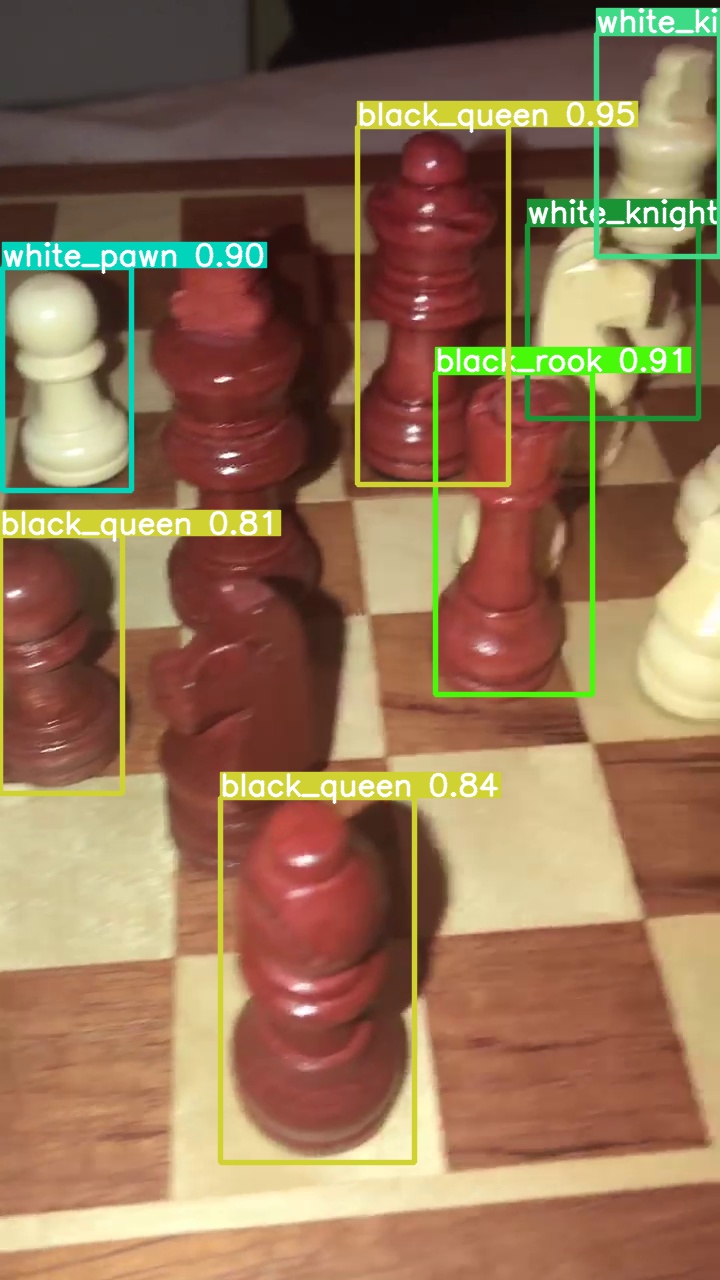 white_ki
black_queen 0.95
white_knight
white_pawn 0.90
black_rook 0.91
black_queen 0.81
black_queen 0.84